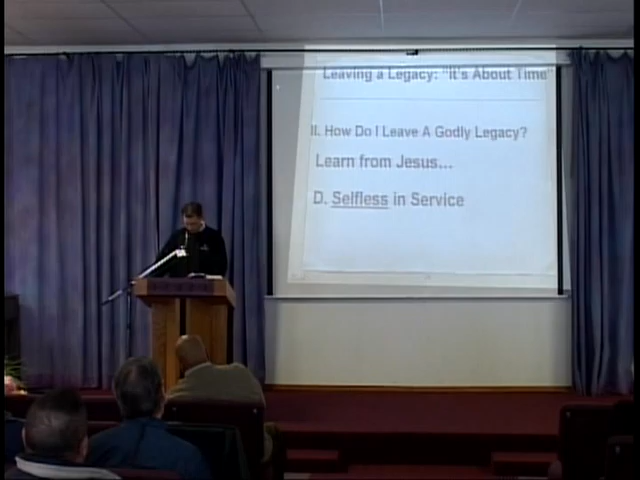 Leaving a Legacy: "It's About Time"
II. How Do I Leave A Godly Legacy?
Learn from Jesus...
D. Selfless in Service